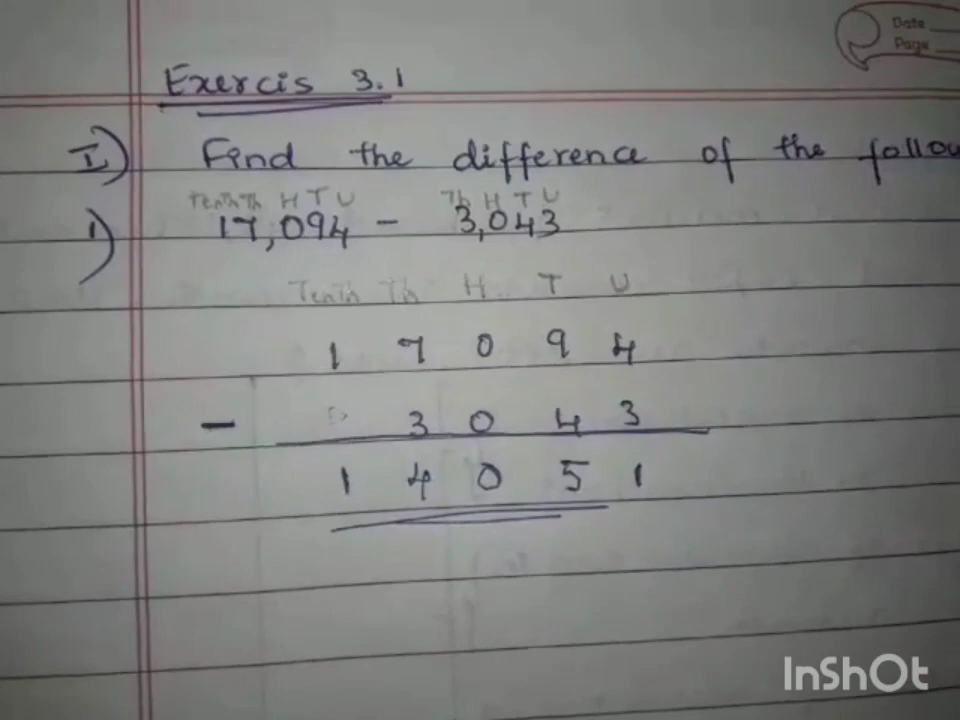 Date
Page
Exercis 3.1
I) Find the difference of the follow
TenTh Th H T U Th H T U
1) 17,094 - 3,043
TenTh Th H T U
1 7 0 9 4
- 3 0 4 3
1 4 0 5 1
InShOt